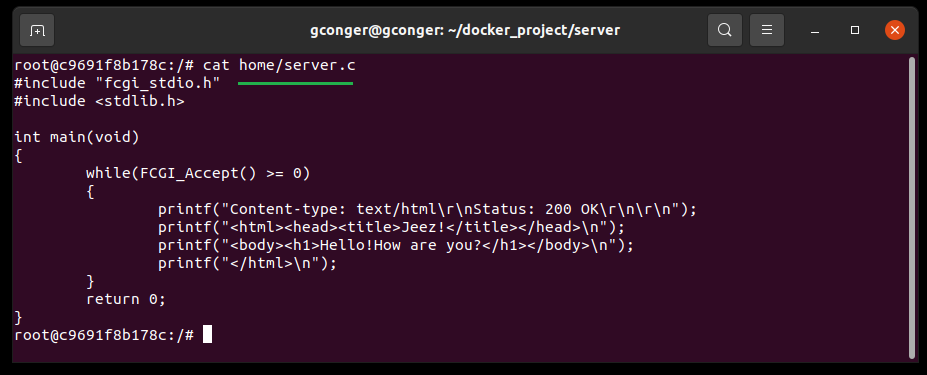 gconger@gconger: ~/docker_project/server
root@c9691f8b178c:/# cat home/server.c
#include "fcgi_stdio.h"
#include <stdlib.h>
int main(void)
{
        while(FCGI_Accept() >= 0)
        {
                printf("Content-type: text/html\r\nStatus: 200 OK\r\n\r\n");
                printf("<html><head><title>Jeez!</title></head>\n");
                printf("<body><h1>Hello!How are you?</h1></body>\n");
                printf("</html>\n");
        }
        return 0;
}
root@c9691f8b178c:/#